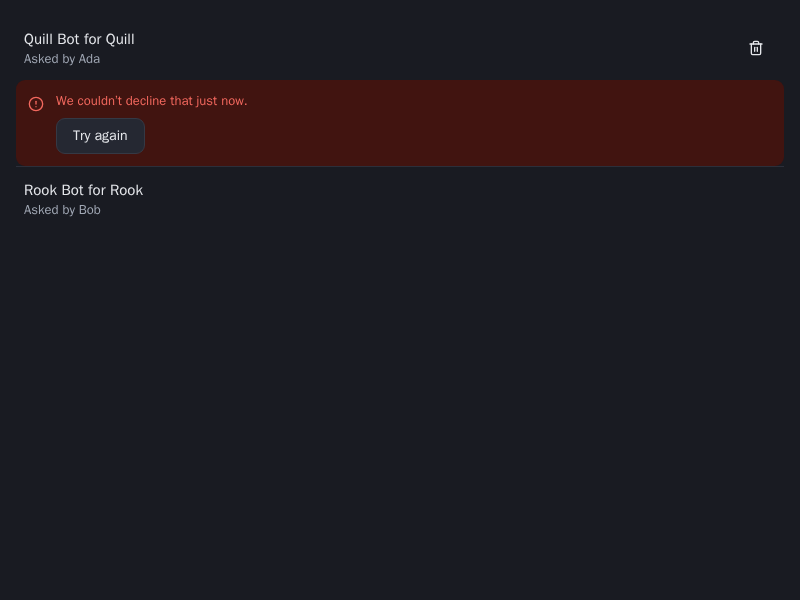 Quill Bot for Quill
Asked by Ada
We couldn't decline that just now.
Try again
Rook Bot for Rook
Asked by Bob